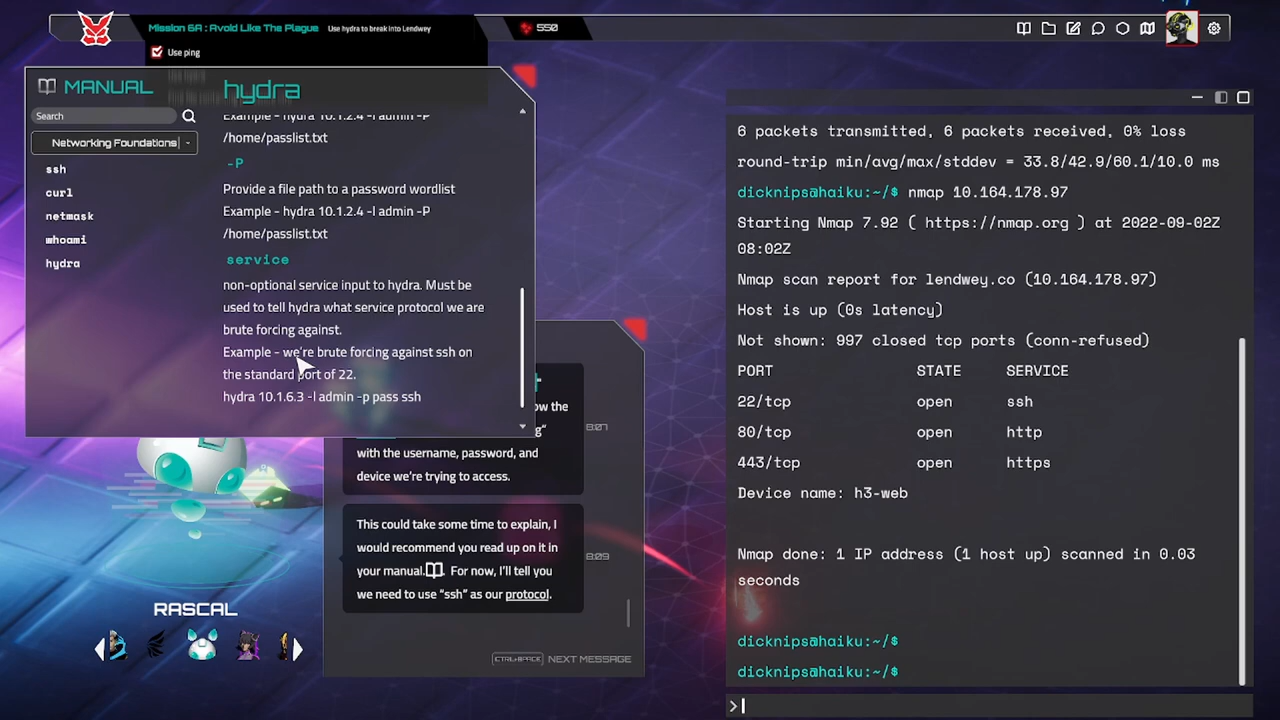 Mission 6A : Avoid Like The Plague
Use hydra to break into Lendwey
550
Use ping
MANUAL
Search
Networking Foundations
ssh
curl
netmask
whoami
hydra
hydra
Example - hydra 10.1.2.4 -l admin -P
/home/passlist.txt
-P
Provide a file path to a password wordlist
Example - hydra 10.1.2.4 -l admin -P
/home/passlist.txt
service
non-optional service input to hydra. Must be
used to tell hydra what service protocol we are
brute forcing against.
Example - we're brute forcing against ssh on
the standard port of 22.
hydra 10.1.6.3 -l admin -p pass ssh
ow the
g"
8:07
with the username, password, and
device we're trying to access.
This could take some time to explain, I
would recommend you read up on it in
your manual. For now, I'll tell you
we need to use "ssh" as our protocol.
8:09
RASCAL
CTRL+SPACE NEXT MESSAGE
6 packets transmitted, 6 packets received, 0% loss
round-trip min/avg/max/stddev = 33.8/42.9/60.1/10.0 ms
dicknips@haiku:~/$ nmap 10.164.178.97
Starting Nmap 7.92 ( https://nmap.org ) at 2022-09-02Z
08:02Z
Nmap scan report for lendwey.co (10.164.178.97)
Host is up (0s latency)
Not shown: 997 closed tcp ports (conn-refused)
PORT STATE SERVICE
22/tcp open ssh
80/tcp open http
443/tcp open https
Device name: h3-web
Nmap done: 1 IP address (1 host up) scanned in 0.03
seconds
dicknips@haiku:~/$
dicknips@haiku:~/$
>